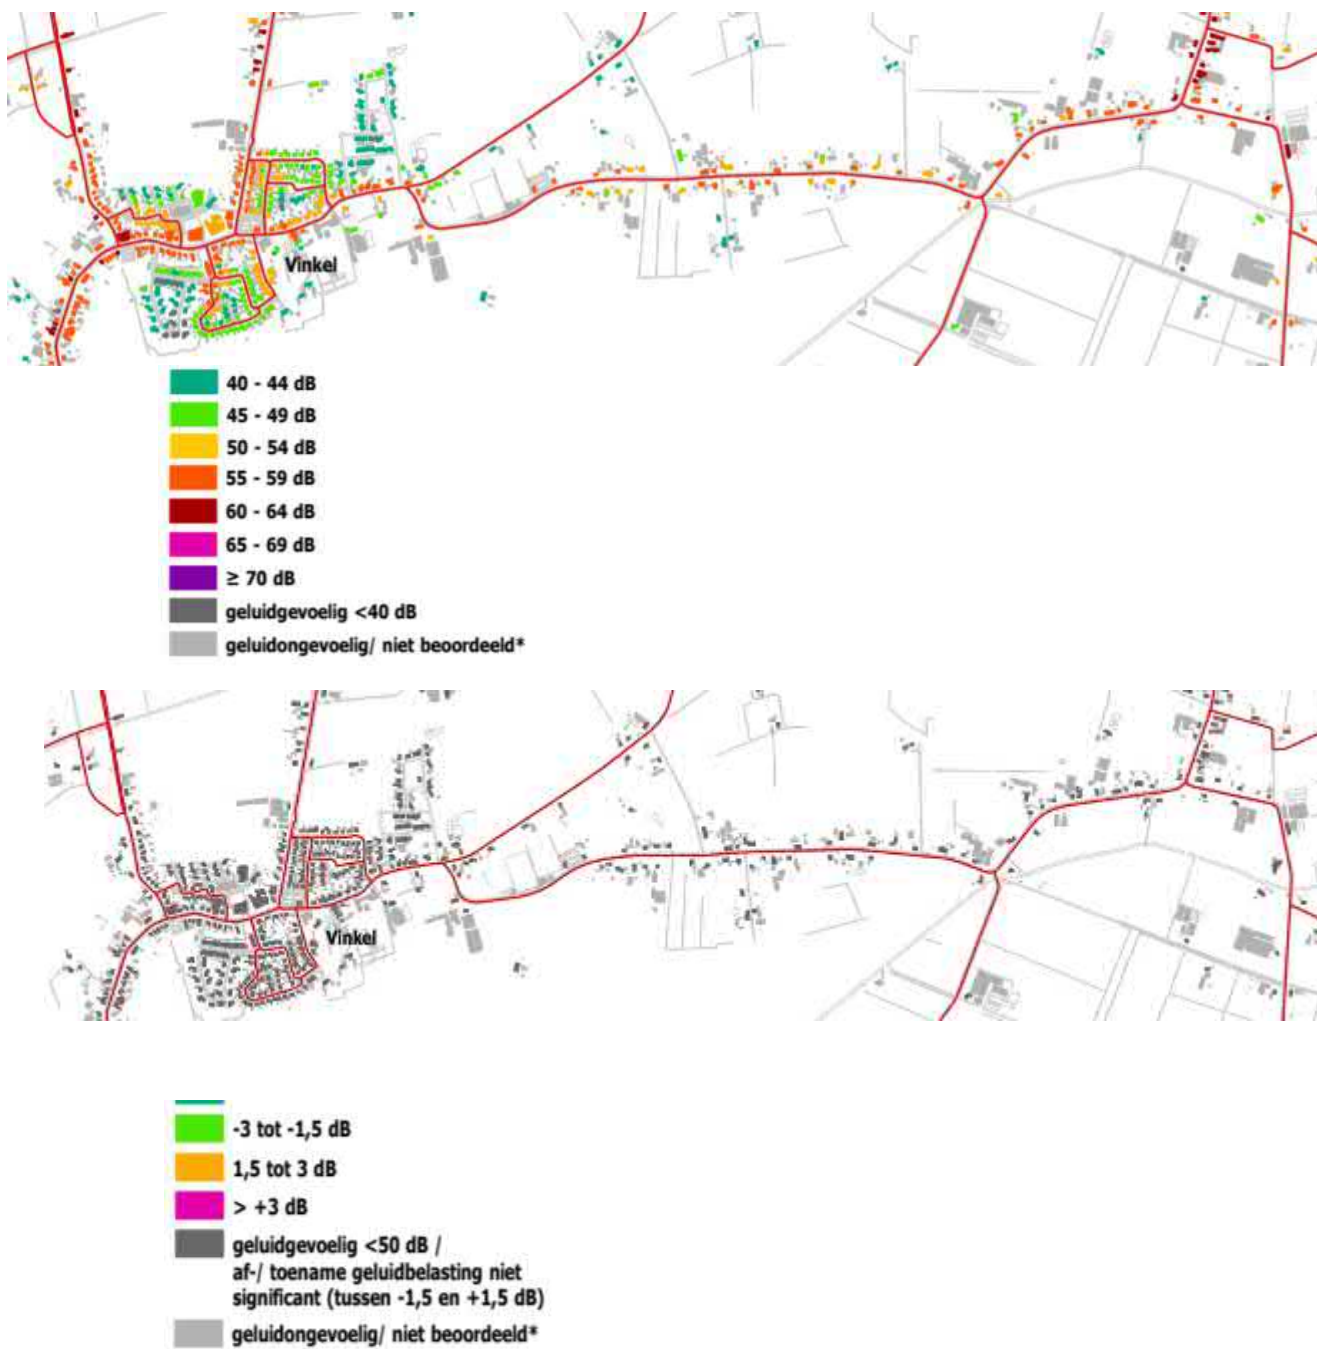 Vinkel
40 - 44 dB
45 - 49 dB
50 - 54 dB
55 - 59 dB
60 - 64 dB
65 - 69 dB
≥ 70 dB
geluidgevoelig <40 dB
geluidongevoelig/ niet beoordeeld*
Vinkel
-3 tot -1,5 dB
1,5 tot 3 dB
> +3 dB
geluidgevoelig <50 dB /
af-/ toename geluidbelasting niet
significant (tussen -1,5 en +1,5 dB)
geluidongevoelig/ niet beoordeeld*